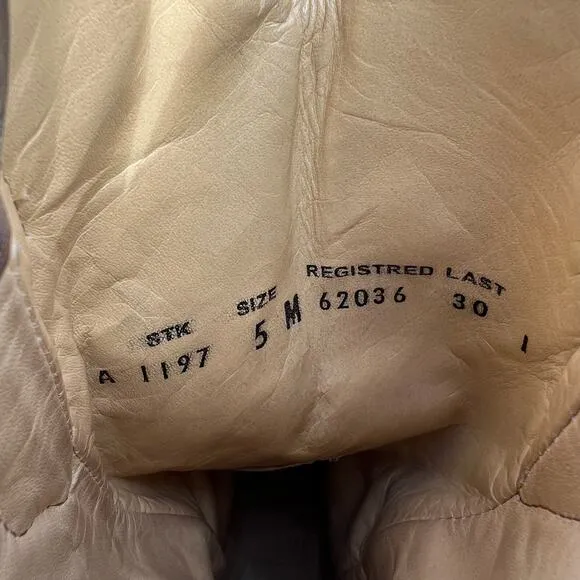 STK SIZE REGISTRED LAST
A 1197 5 M 62036 30 1